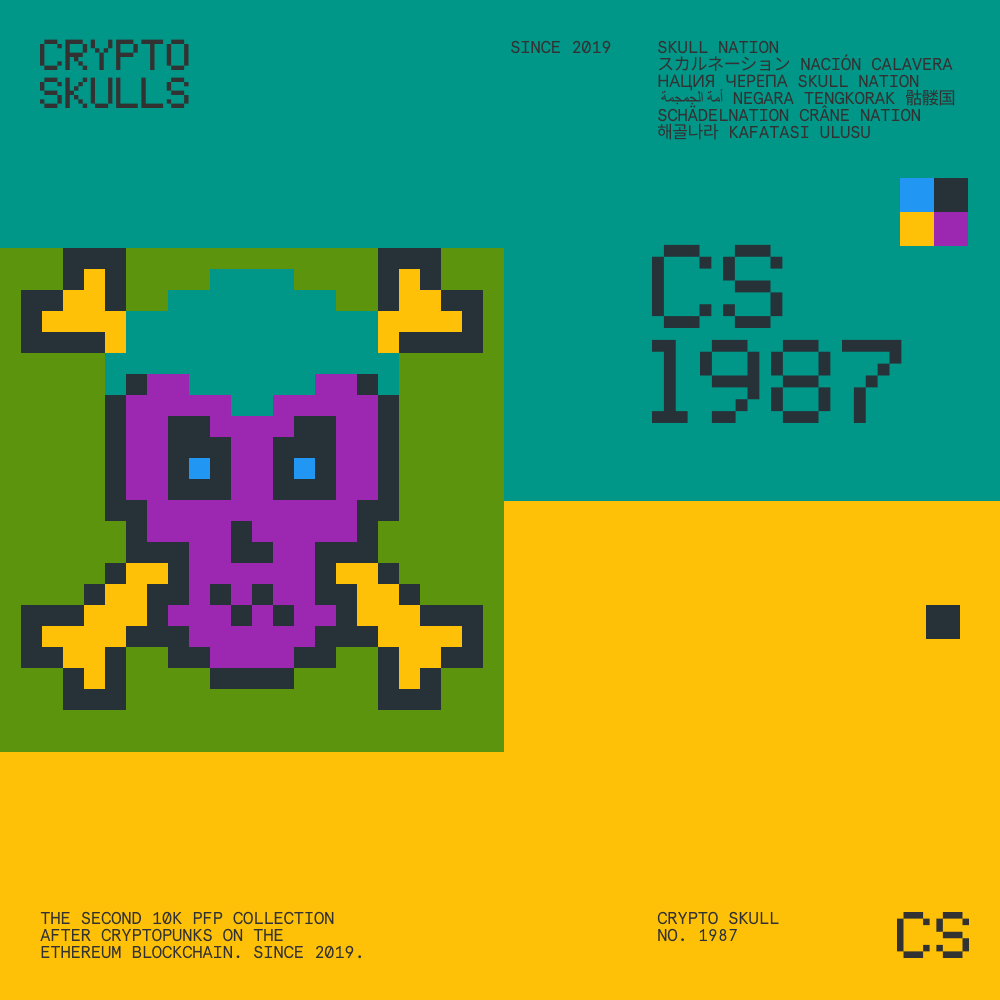 CRYPTO
SKULLS
SINCE 2019
SKULL NATION
スカルネーション NACIÓN CALAVERA
НАЦИЯ ЧЕРЕПА SKULL NATION
أمة الجمجمة NEGARA TENGKORAK 骷髅国
SCHÄDELNATION CRÂNE NATION
해골나라 KAFATASI ULUSU
CS
1987
THE SECOND 10K PFP COLLECTION
AFTER CRYPTOPUNKS ON THE
ETHEREUM BLOCKCHAIN. SINCE 2019.
CRYPTO SKULL
NO. 1987
CS